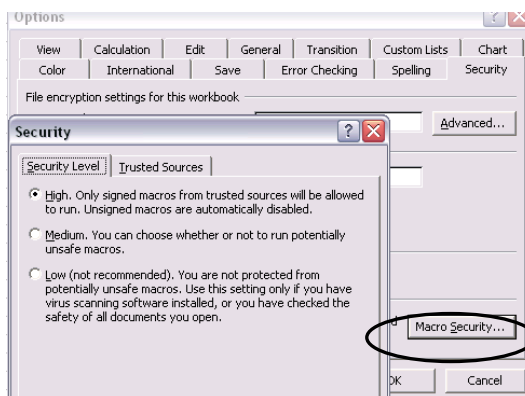 Options
View Calculation Edit General Transition Custom Lists Chart
Color International Save Error Checking Spelling Security
File encryption settings for this workbook
Advanced...
Security
Security Level Trusted Sources
High. Only signed macros from trusted sources will be allowed
to run. Unsigned macros are automatically disabled.
Medium. You can choose whether or not to run potentially
unsafe macros.
Low (not recommended). You are not protected from
potentially unsafe macros. Use this setting only if you have
virus scanning software installed, or you have checked the
safety of all documents you open.
Macro Security...
Cancel